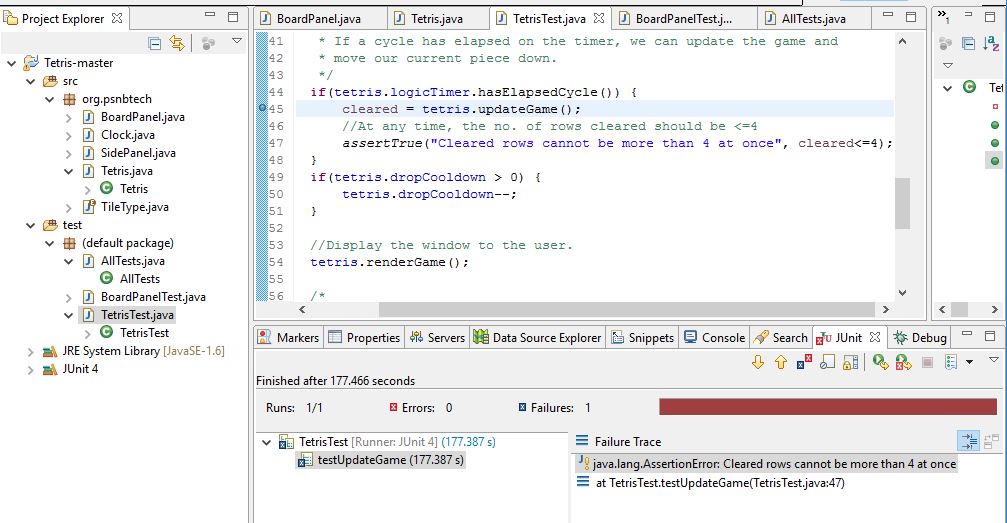 Project Explorer
Tetris-master
src
org.psnbtech
BoardPanel.java
Clock.java
SidePanel.java
Tetris.java
Tetris
TileType.java
test
(default package)
AllTests.java
AllTests
BoardPanelTest.java
TetrisTest.java
TetrisTest
JRE System Library [JavaSE-1.6]
JUnit 4
BoardPanel.java
Tetris.java
TetrisTest.java
BoardPanelTest.j...
AllTests.java
41 * If a cycle has elapsed on the timer, we can update the game and
42 * move our current piece down.
43 */
44 if(tetris.logicTimer.hasElapsedCycle()) {
45 cleared = tetris.updateGame();
46 //At any time, the no. of rows cleared should be <=4
47 assertTrue("Cleared rows cannot be more than 4 at once", cleared<=4);
48 }
49 if(tetris.dropCooldown > 0) {
50 tetris.dropCooldown--;
51 }
52
53 //Display the window to the user.
54 tetris.renderGame();
55
56 /*
»1
Tet
Markers
Properties
Servers
Data Source Explorer
Snippets
Console
Search
JUnit
Debug
Finished after 177.466 seconds
Runs: 1/1
Errors: 0
Failures: 1
TetrisTest [Runner: JUnit 4] (177.387 s)
testUpdateGame (177.387 s)
Failure Trace
java.lang.AssertionError: Cleared rows cannot be more than 4 at once
at TetrisTest.testUpdateGame(TetrisTest.java:47)